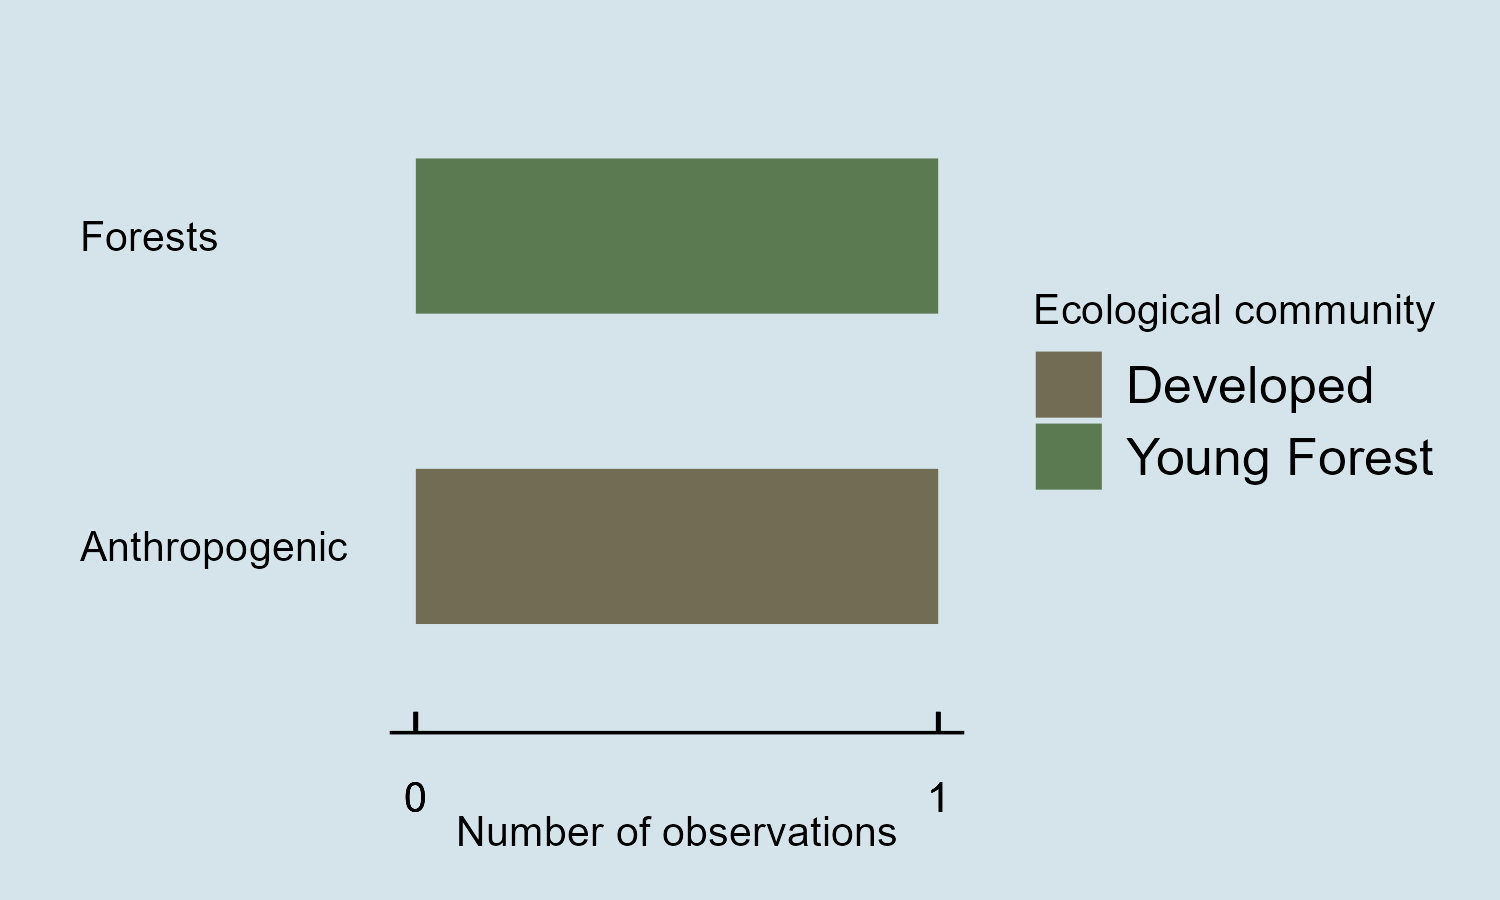 Forests
Anthropogenic
0
1
Number of observations
Ecological community
Developed
Young Forest